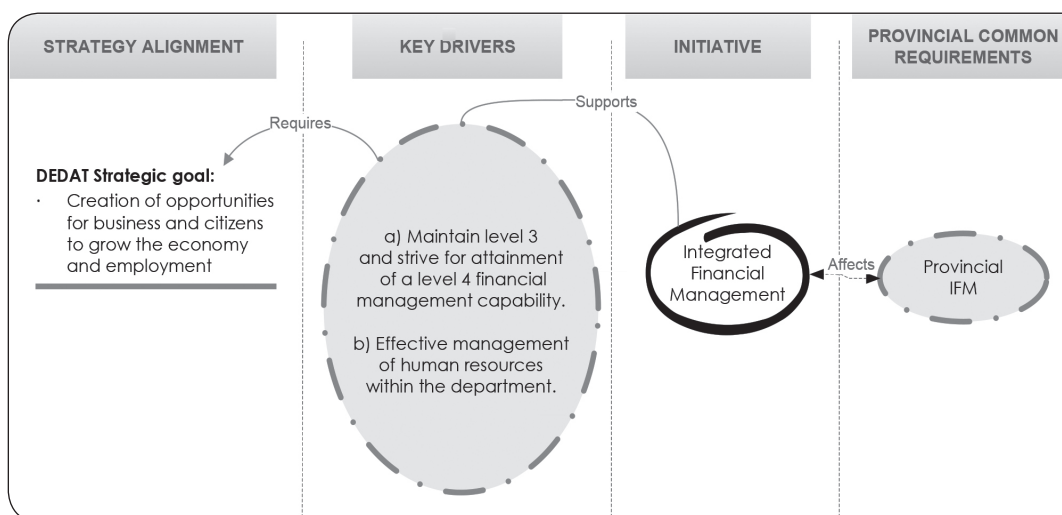 STRATEGY ALIGNMENT
KEY DRIVERS
INITIATIVE
PROVINCIAL COMMON
REQUIREMENTS
Requires
Supports
DEDAT Strategic goal:
· Creation of opportunities
for business and citizens
to grow the economy
and employment
a) Maintain level 3
and strive for attainment
of a level 4 financial
management capability.
b) Effective management
of human resources
within the department.
Integrated
Financial
Management
Affects
Provincial
IFM